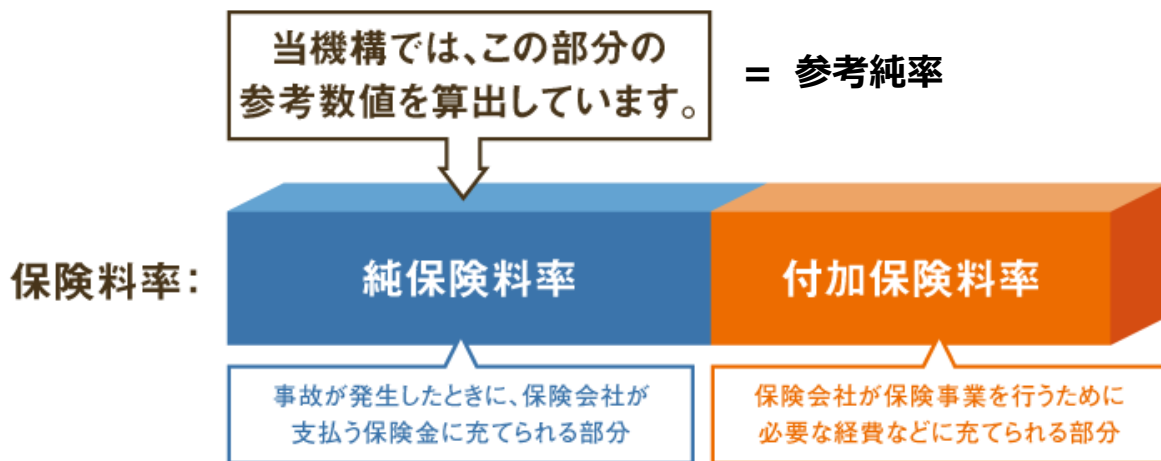 当機構では、この部分の
参考数値を算出しています。
= 参考純率
保険料率：
純保険料率
付加保険料率
事故が発生したときに、保険会社が
支払う保険金に充てられる部分
保険会社が保険事業を行うために
必要な経費などに充てられる部分